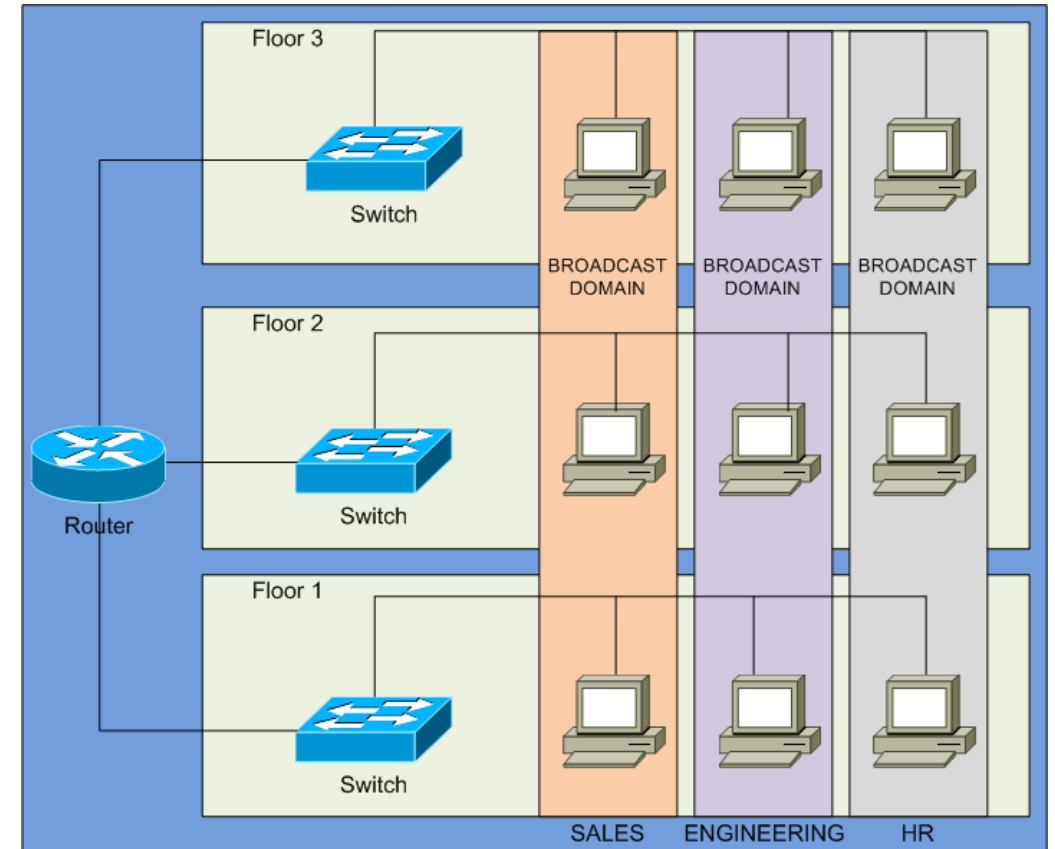 Floor 3
Switch
BROADCAST
DOMAIN
BROADCAST
DOMAIN
BROADCAST
DOMAIN
Floor 2
Switch
Router
Floor 1
Switch
SALES
ENGINEERING
HR